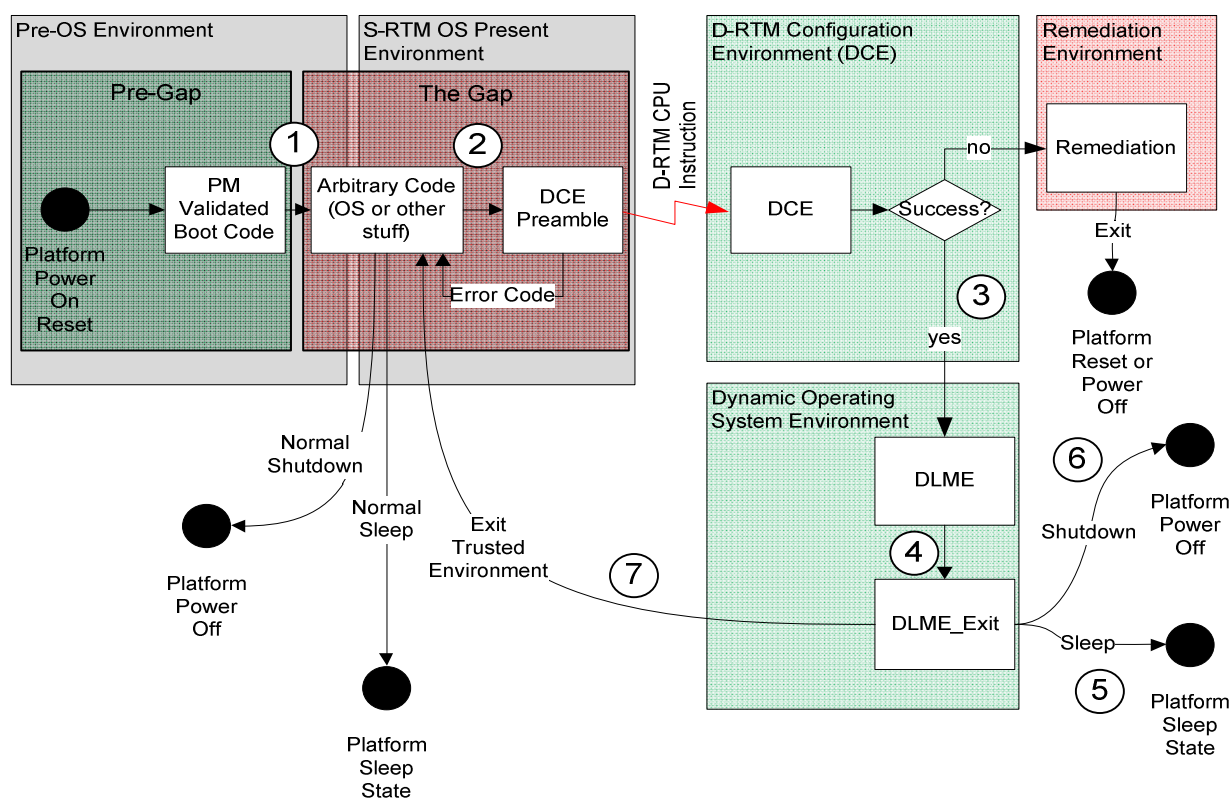 Pre-OS Environment
S-RTM OS Present
Environment
Pre-Gap
The Gap
1
2
Platform
Power
On
Reset
PM
Validated
Boot Code
Arbitrary Code
(OS or other
stuff)
DCE
Preamble
Error Code
D-RTM CPU
Instruction
D-RTM Configuration
Environment (DCE)
DCE
Success?
no
yes
3
Remediation
Environment
Remediation
Exit
Platform
Reset or
Power
Off
Dynamic Operating
System Environment
DLME
4
DLME_Exit
6
Shutdown
Platform
Power
Off
Sleep
5
Platform
Sleep
State
Normal
Shutdown
Platform
Power
Off
Normal
Sleep
Platform
Sleep
State
Exit
Trusted
Environment
7